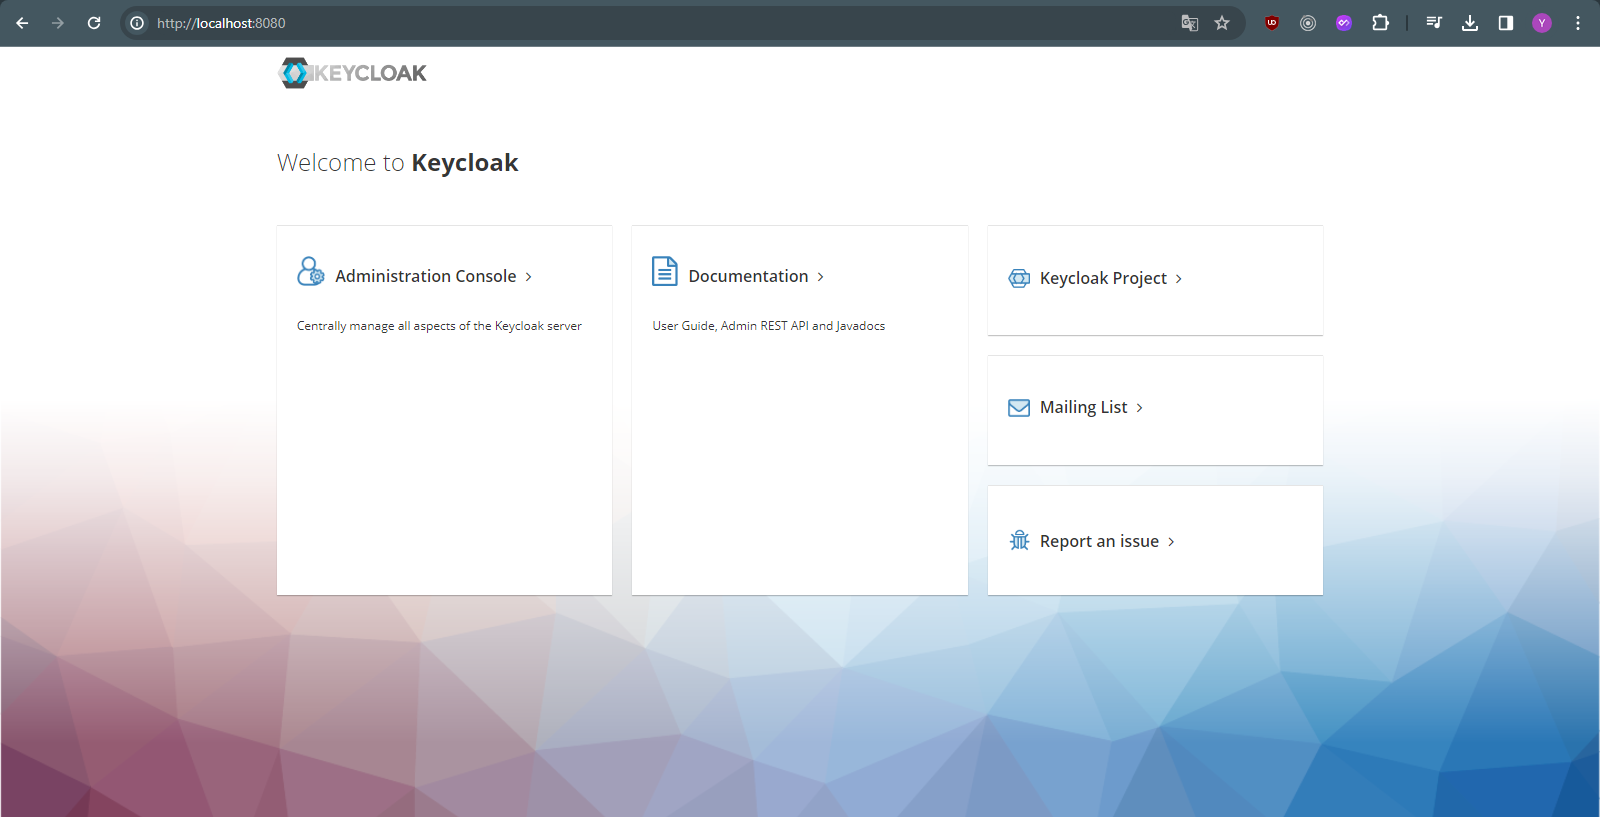 http://localhost:8080
Y
KEYCLOAK
Welcome to Keycloak
Administration Console
Centrally manage all aspects of the Keycloak server
Documentation
User Guide, Admin REST API and Javadocs
Keycloak Project
Mailing List
Report an issue